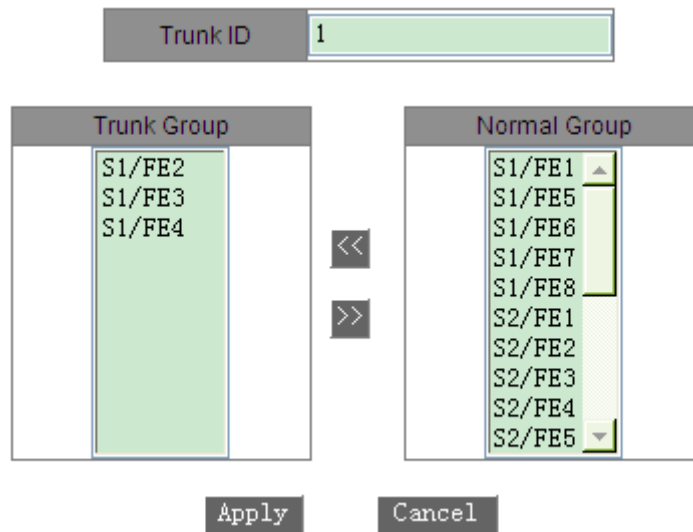 Trunk ID 1
Trunk Group
S1/FE2
S1/FE3
S1/FE4
<<
>>
Normal Group
S1/FE1
S1/FE5
S1/FE6
S1/FE7
S1/FE8
S2/FE1
S2/FE2
S2/FE3
S2/FE4
S2/FE5
Apply Cancel